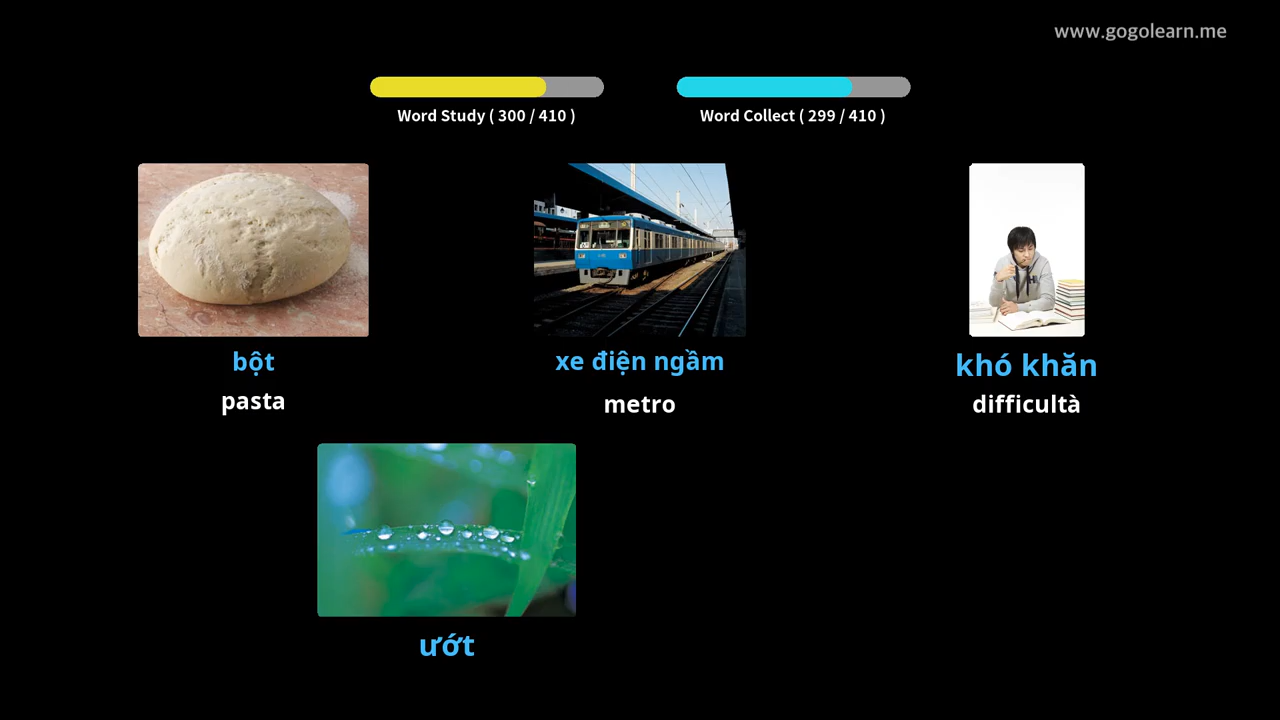 www.gogolearn.me
Word Study ( 300 / 410 )
Word Collect ( 299 / 410 )
bột
xe điện ngầm
khó khăn
pasta
metro
difficultà
ướt